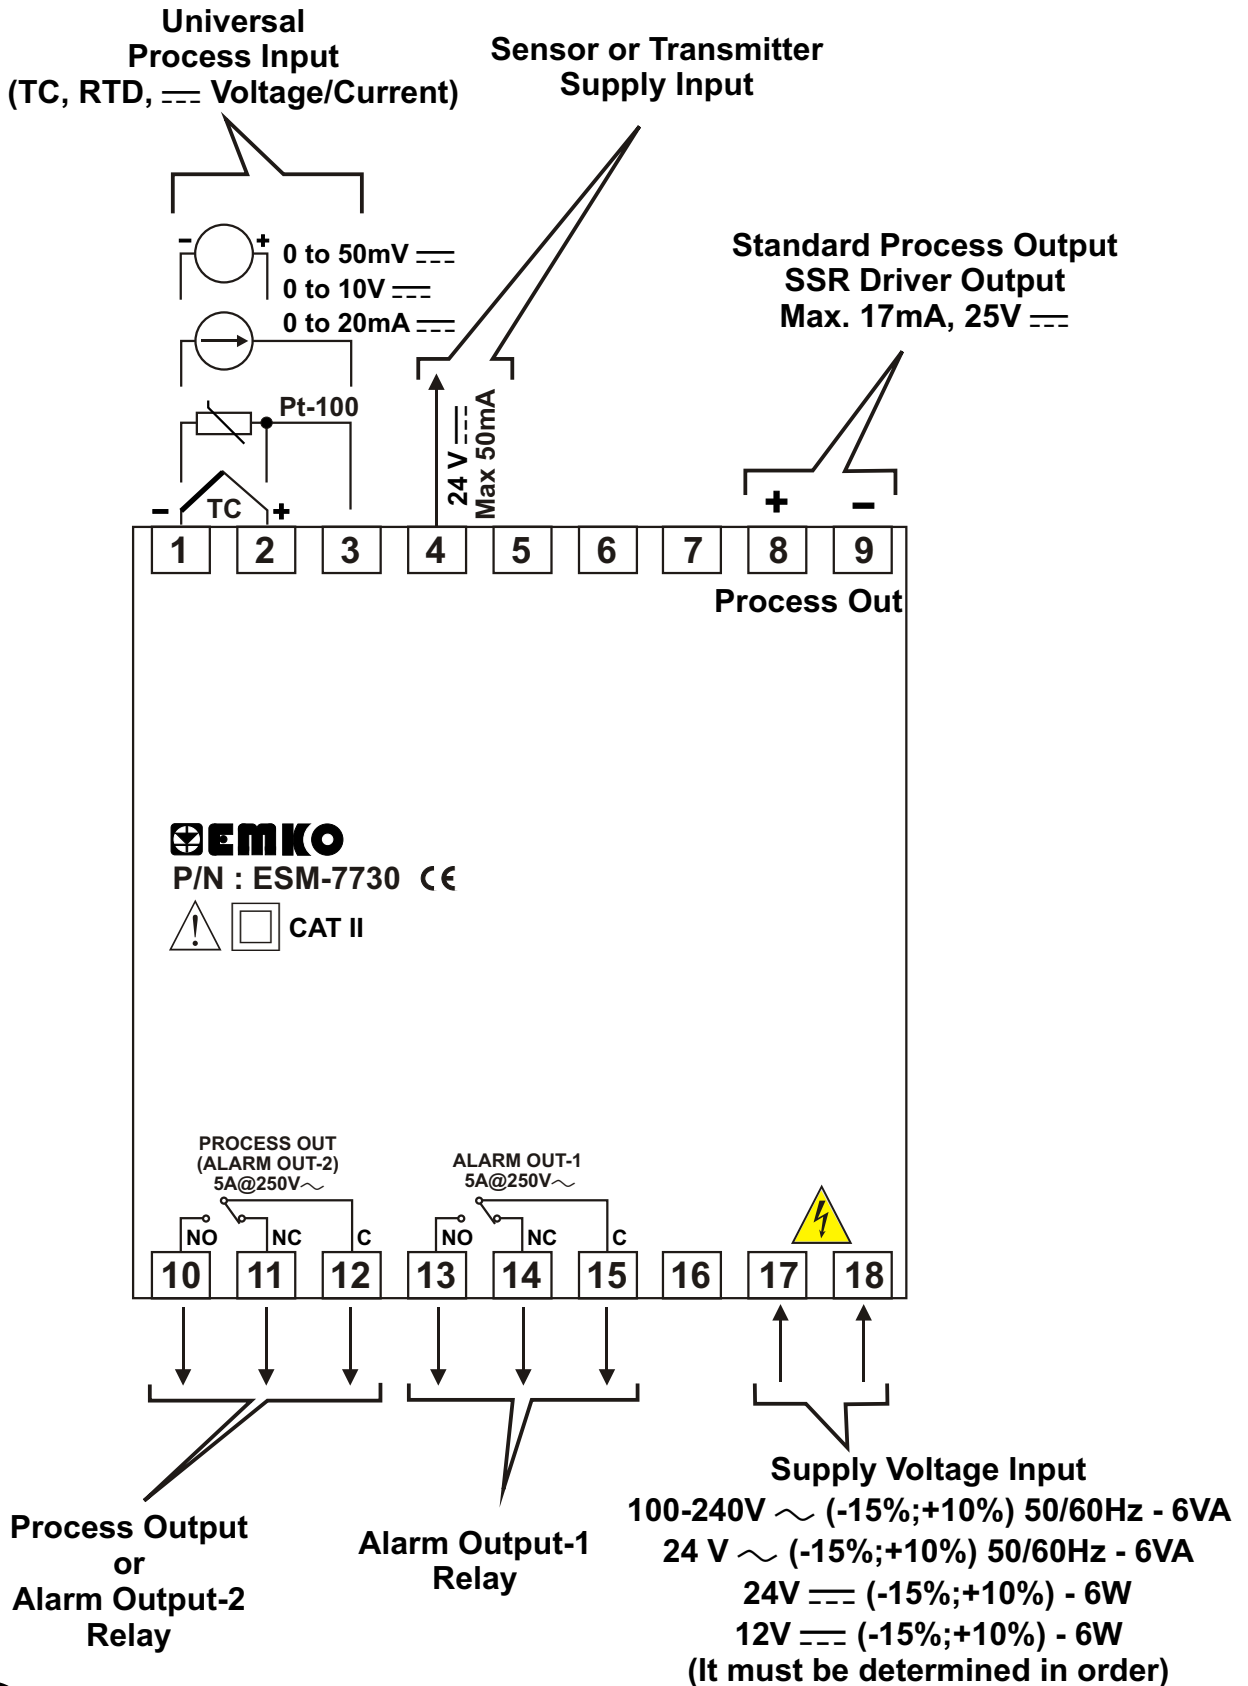 Universal
Process Input
(TC, RTD, ⎓ Voltage/Current)
Sensor or Transmitter
Supply Input
Standard Process Output
SSR Driver Output
Max. 17mA, 25V ⎓
- +
0 to 50mV ⎓
0 to 10V ⎓
0 to 20mA ⎓
Pt-100
- TC +
24 V ⎓
Max 50mA
+ -
1 2 3 4 5 6 7 8 9
Process Out
EMKO
P/N : ESM-7730 CE
! CAT II
PROCESS OUT
(ALARM OUT-2)
5A@250V～
ALARM OUT-1
5A@250V～
NO NC C NO NC C
10 11 12 13 14 15 16 17 18
Process Output
or
Alarm Output-2
Relay
Alarm Output-1
Relay
Supply Voltage Input
100-240V ～ (-15%;+10%) 50/60Hz - 6VA
24 V ～ (-15%;+10%) 50/60Hz - 6VA
24V ⎓ (-15%;+10%) - 6W
12V ⎓ (-15%;+10%) - 6W
(It must be determined in order)